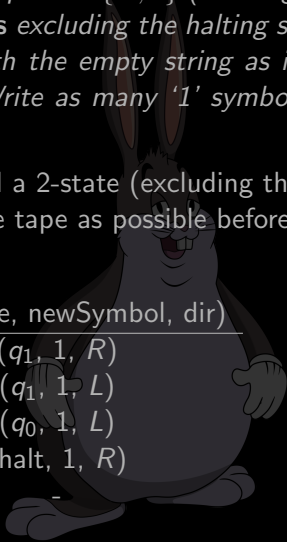 excluding the halting s
the empty string as i
rite as many '1' symbo
a 2-state (excluding th
tape as possible before
, newSymbol, dir)
(q₁, 1, R)
(q₁, 1, L)
(q₀, 1, L)
halt, 1, R)
-